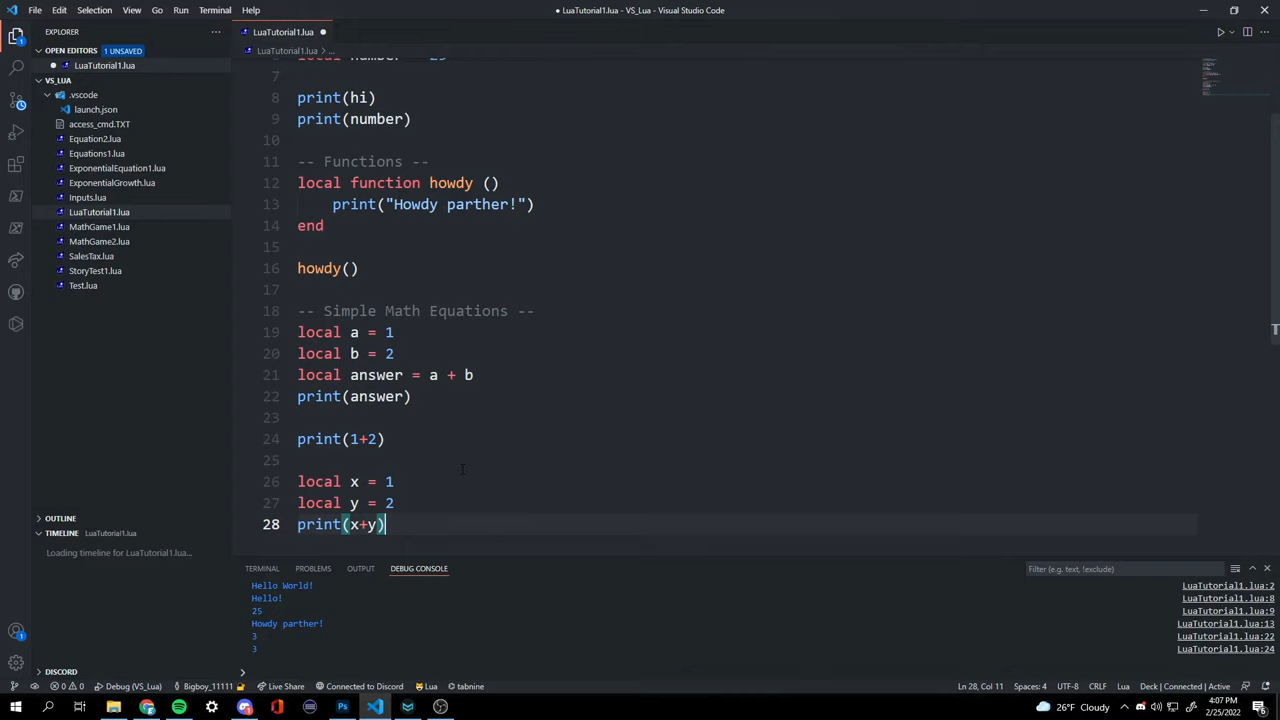 File Edit Selection View Go Run Terminal Help
● LuaTutorial1.lua - VS_Lua - Visual Studio Code
EXPLORER
LuaTutorial1.lua ●
OPEN EDITORS 1 UNSAVED
LuaTutorial1.lua > ...
● LuaTutorial1.lua
VS_LUA
.vscode
launch.json
access_cmd.TXT
Equation2.lua
Equations1.lua
ExponentialEquation1.lua
ExponentialGrowth.lua
Inputs.lua
LuaTutorial1.lua
MathGame1.lua
MathGame2.lua
SalesTax.lua
StoryTest1.lua
Test.lua
OUTLINE
TIMELINE LuaTutorial1.lua
Loading timeline for LuaTutorial1.lua...
DISCORD
7
8 print(hi)
9 print(number)
10
11 -- Functions --
12 local function howdy ()
13 print("Howdy parther!")
14 end
15
16 howdy()
17
18 -- Simple Math Equations --
19 local a = 1
20 local b = 2
21 local answer = a + b
22 print(answer)
23
24 print(1+2)
25
26 local x = 1
27 local y = 2
28 print(x+y)
TERMINAL PROBLEMS OUTPUT DEBUG CONSOLE
Filter (e.g. text, !exclude)
Hello World! LuaTutorial1.lua:2
Hello! LuaTutorial1.lua:8
25 LuaTutorial1.lua:9
Howdy parther! LuaTutorial1.lua:13
3 LuaTutorial1.lua:22
3 LuaTutorial1.lua:24
0 0 Debug (VS_Lua) Bigboy_11111 Live Share Connected to Discord Lua tabnine
Ln 28, Col 11 Spaces: 4 UTF-8 CRLF Lua Deck | Connected | Active
26°F Cloudy
4:07 PM
2/25/2022